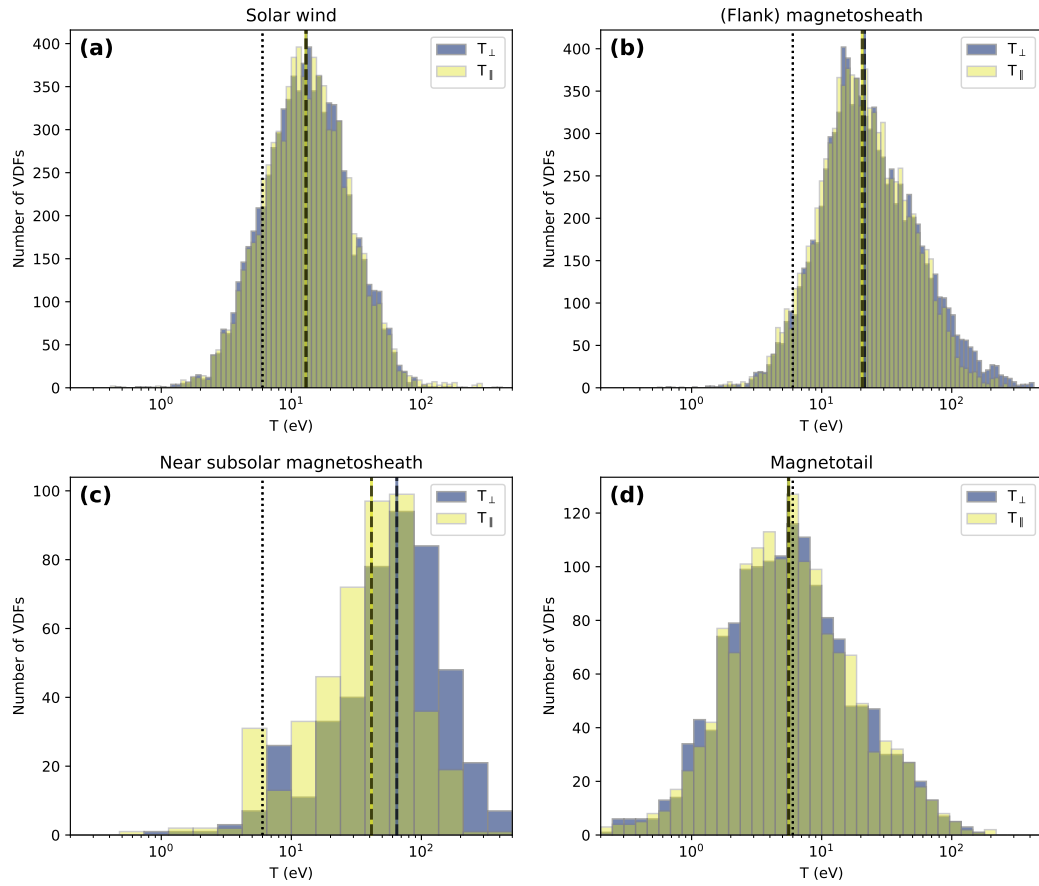 Solar wind
(a)
T⊥
T∥
400
350
300
250
200
150
100
50
0
Number of VDFs
10⁰
10¹
10²
T (eV)
(Flank) magnetosheath
(b)
T⊥
T∥
400
350
300
250
200
150
100
50
0
Number of VDFs
10⁰
10¹
10²
T (eV)
Near subsolar magnetosheath
(c)
T⊥
T∥
100
80
60
40
20
0
Number of VDFs
10⁰
10¹
10²
T (eV)
Magnetotail
(d)
T⊥
T∥
120
100
80
60
40
20
0
Number of VDFs
10⁰
10¹
10²
T (eV)